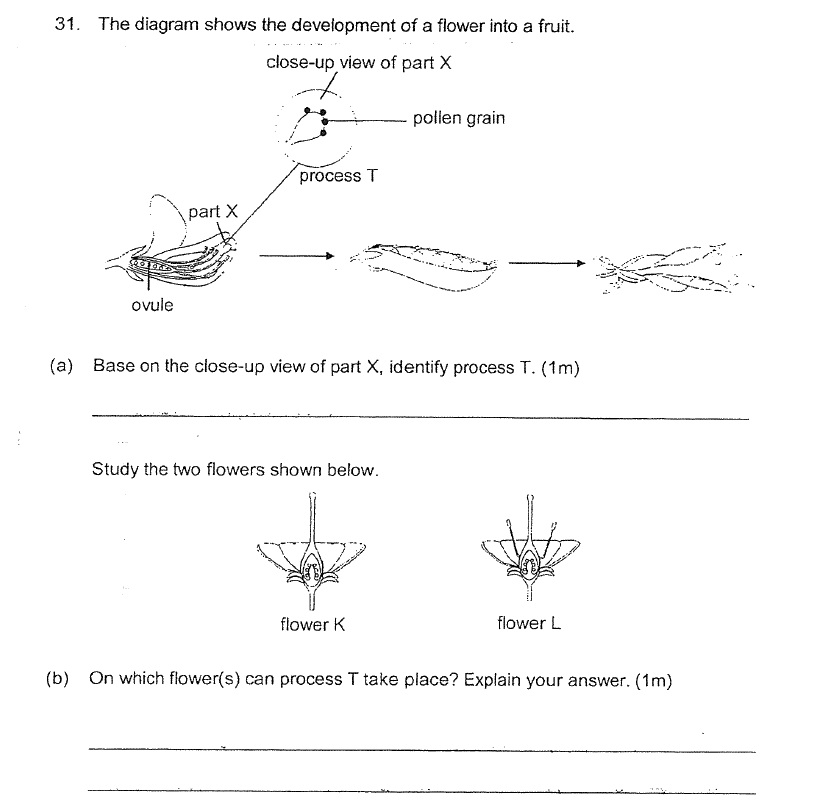 31. The diagram shows the development of a flower into a fruit.
close-up view of part X
pollen grain
process T
part X
ovule
(a) Base on the close-up view of part X, identify process T. (1m)
Study the two flowers shown below.
flower K
flower L
(b) On which flower(s) can process T take place? Explain your answer. (1m)